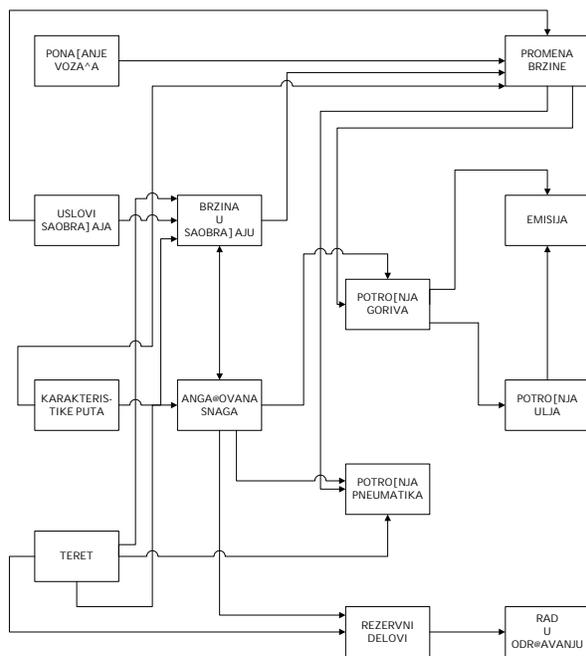 PONA[ANJE
VOZA^A
PROMENA
BRZINE
USLOVI
SAOBRA]AJA
BRZINA
U
SAOBRA]AJU
EMISIJA
POTRO[NJA
GORIVA
KARAKTERIS-
TIKE PUTA
ANGA@OVANA
SNAGA
POTRO[NJA
ULJA
POTRO[NJA
PNEUMATIKA
TERET
REZERVNI
DELOVI
RAD
U
ODR@AVANJU